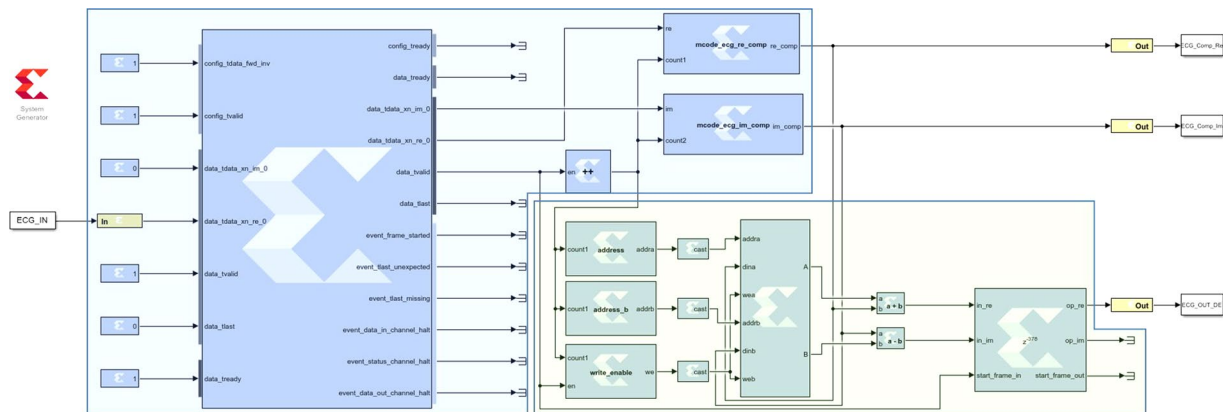 System
Generator
ECG_IN
In
1
1
0
1
0
1
config_tdata_fwd_inv
config_tvalid
data_tdata_xn_im_0
data_tdata_xn_re_0
data_tvalid
data_tlast
data_tready
config_tready
data_tready
data_tdata_xn_im_0
data_tdata_xn_re_0
data_tvalid
data_tlast
event_frame_started
event_tlast_unexpected
event_tlast_missing
event_data_in_channel_halt
event_status_channel_halt
event_data_out_channel_halt
en
++
re
count1
mcode_ecg_re_comp
re_comp
im
count2
mcode_ecg_im_comp
im_comp
Out
ECG_Comp_Re
Out
ECG_Comp_Im
count1
address
addra
cast
count1
address_b
addrb
cast
count1
en
write_enable
we
cast
addra
dina
wea
addrb
dinb
web
A
B
a
b
a + b
a
b
a - b
in_re
in_im
start_frame_in
op_re
op_im
start_frame_out
Out
ECG_OUT_DE